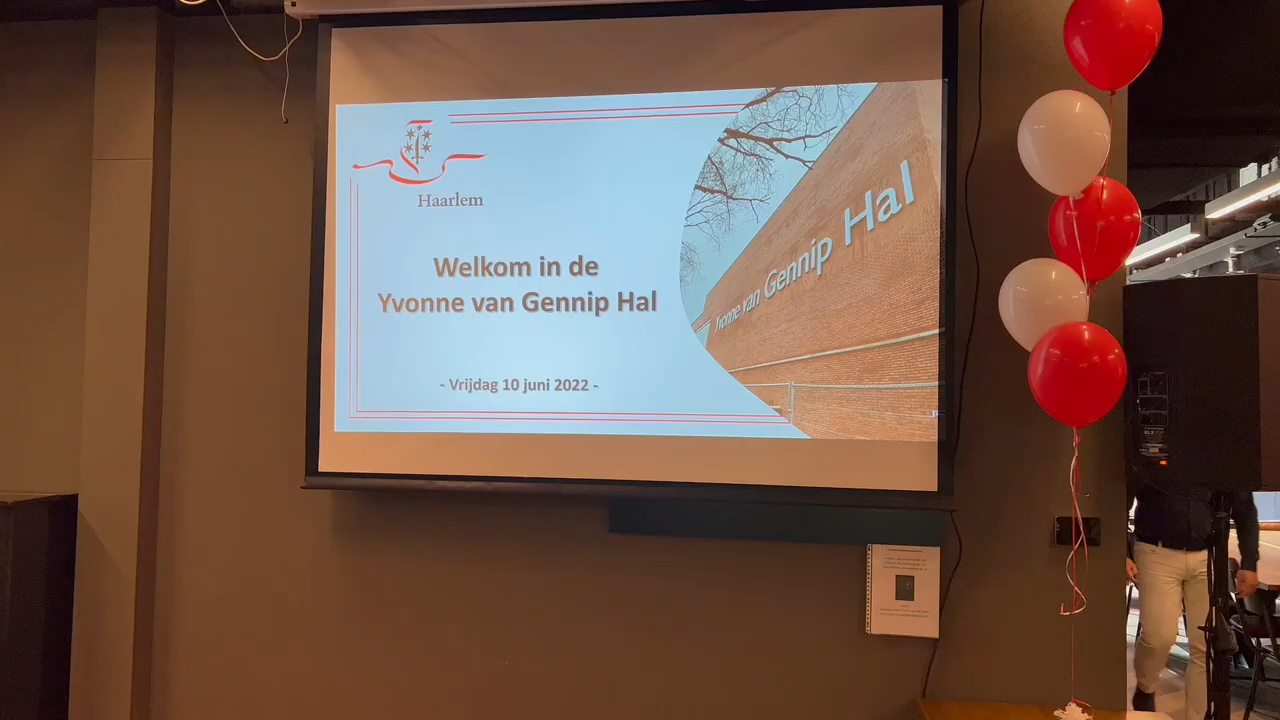 Haarlem
Welkom in de
Yvonne van Gennip Hal
- Vrijdag 10 juni 2022 -
Yvonne van Gennip Hal